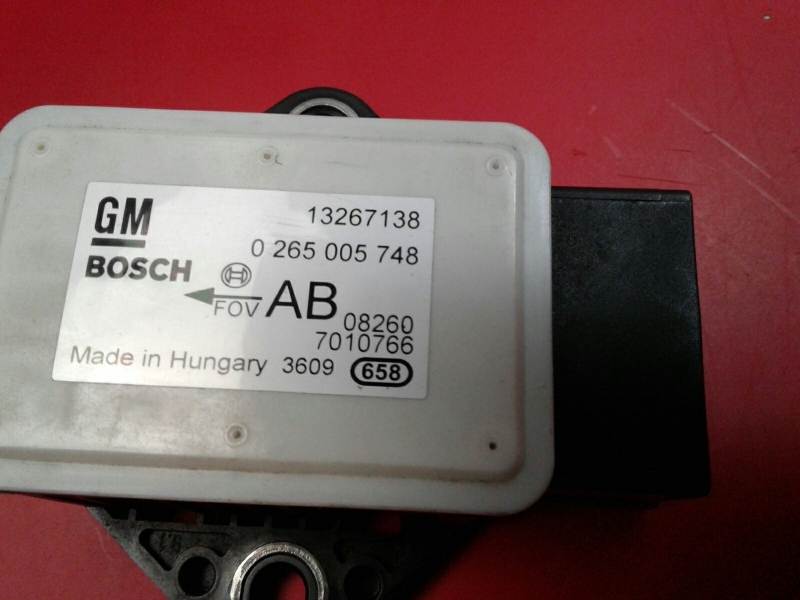 GM 13267138
BOSCH 0 265 005 748
FOV AB 08260
7010766
Made in Hungary 3609 658